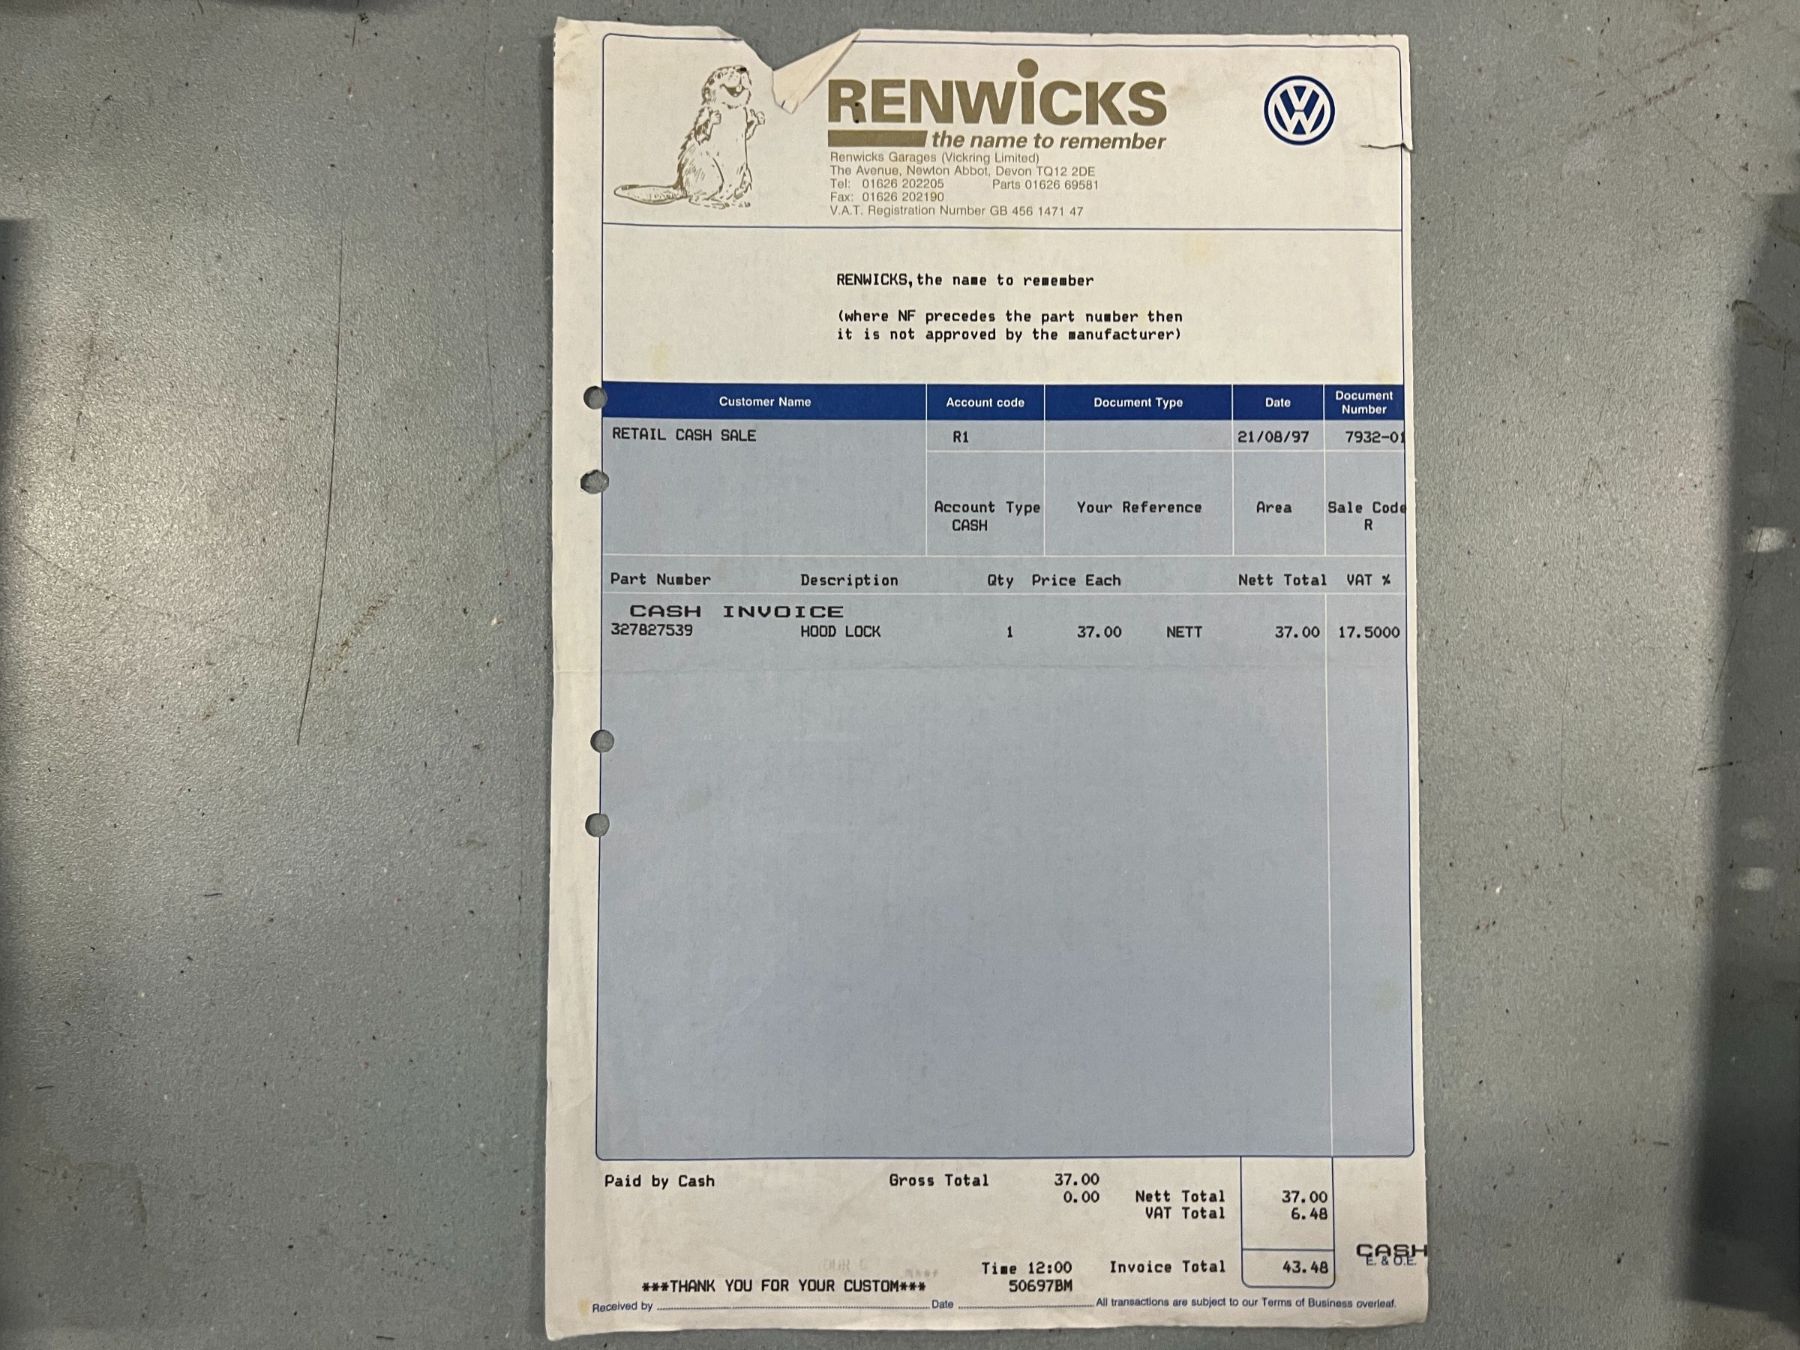 RENWiCKS
the name to remember
Renwicks Garages (Vickring Limited)
The Avenue, Newton Abbot, Devon TQ12 2DE
Tel: 01626 202205 Parts 01626 69581
Fax: 01626 202190
V.A.T. Registration Number GB 456 1471 47
RENWICKS,the name to remember
(where NF precedes the part number then
it is not approved by the manufacturer)
Customer Name Account code Document Type Date Document Number
RETAIL CASH SALE R1 21/08/97 7932-01
Account Type Your Reference Area Sale Code
CASH R
Part Number Description Qty Price Each Nett Total VAT %
CASH INVOICE
327827539 HOOD LOCK 1 37.00 NETT 37.00 17.5000
Paid by Cash Gross Total 37.00
0.00 Nett Total 37.00
VAT Total 6.48
CASH
E. & O.E.
Time 12:00 Invoice Total 43.48
***THANK YOU FOR YOUR CUSTOM*** 50697BM
Received by Date All transactions are subject to our Terms of Business overleaf.